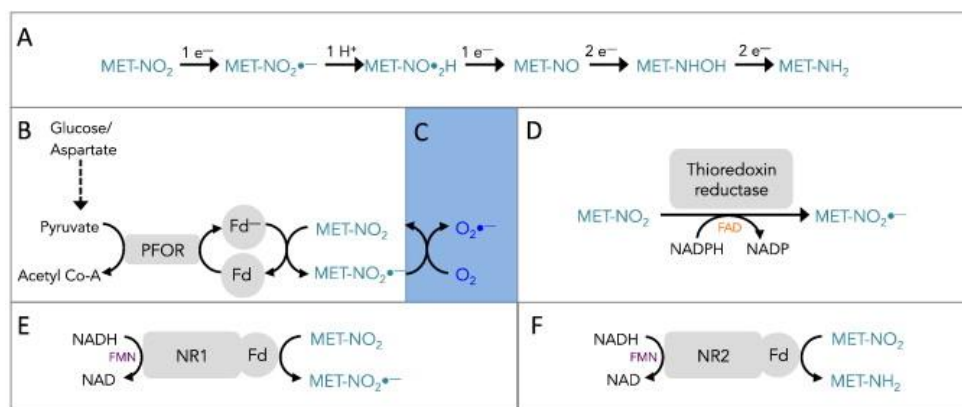 A
1 e— 1 H⁺ 1 e— 2 e— 2 e—
MET-NO₂ MET-NO₂•— MET-NO•₂H MET-NO MET-NHOH MET-NH₂
B
Glucose/
Aspartate
Pyruvate
PFOR
Acetyl Co-A
Fd—
Fd
MET-NO₂
MET-NO₂•—
C
O₂•—
O₂
D
Thioredoxin
reductase
MET-NO₂ MET-NO₂•—
FAD
NADPH NADP
E
NADH
FMN
NAD
NR1
Fd
MET-NO₂
MET-NO₂•—
F
NADH
FMN
NAD
NR2
Fd
MET-NO₂
MET-NH₂